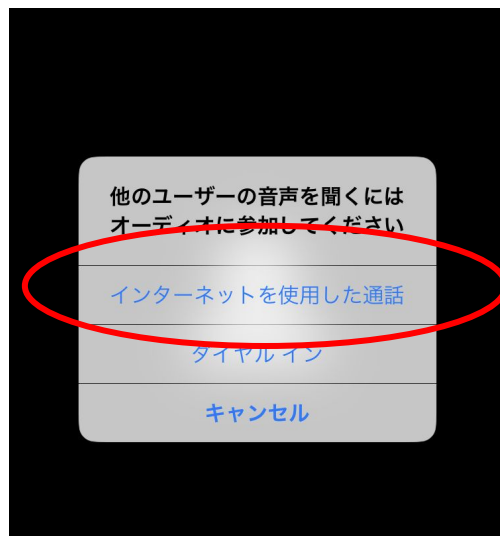 他のユーザーの音声を聞くには
オーディオに参加してください
インターネットを使用した通話
ダイヤル イン
キャンセル